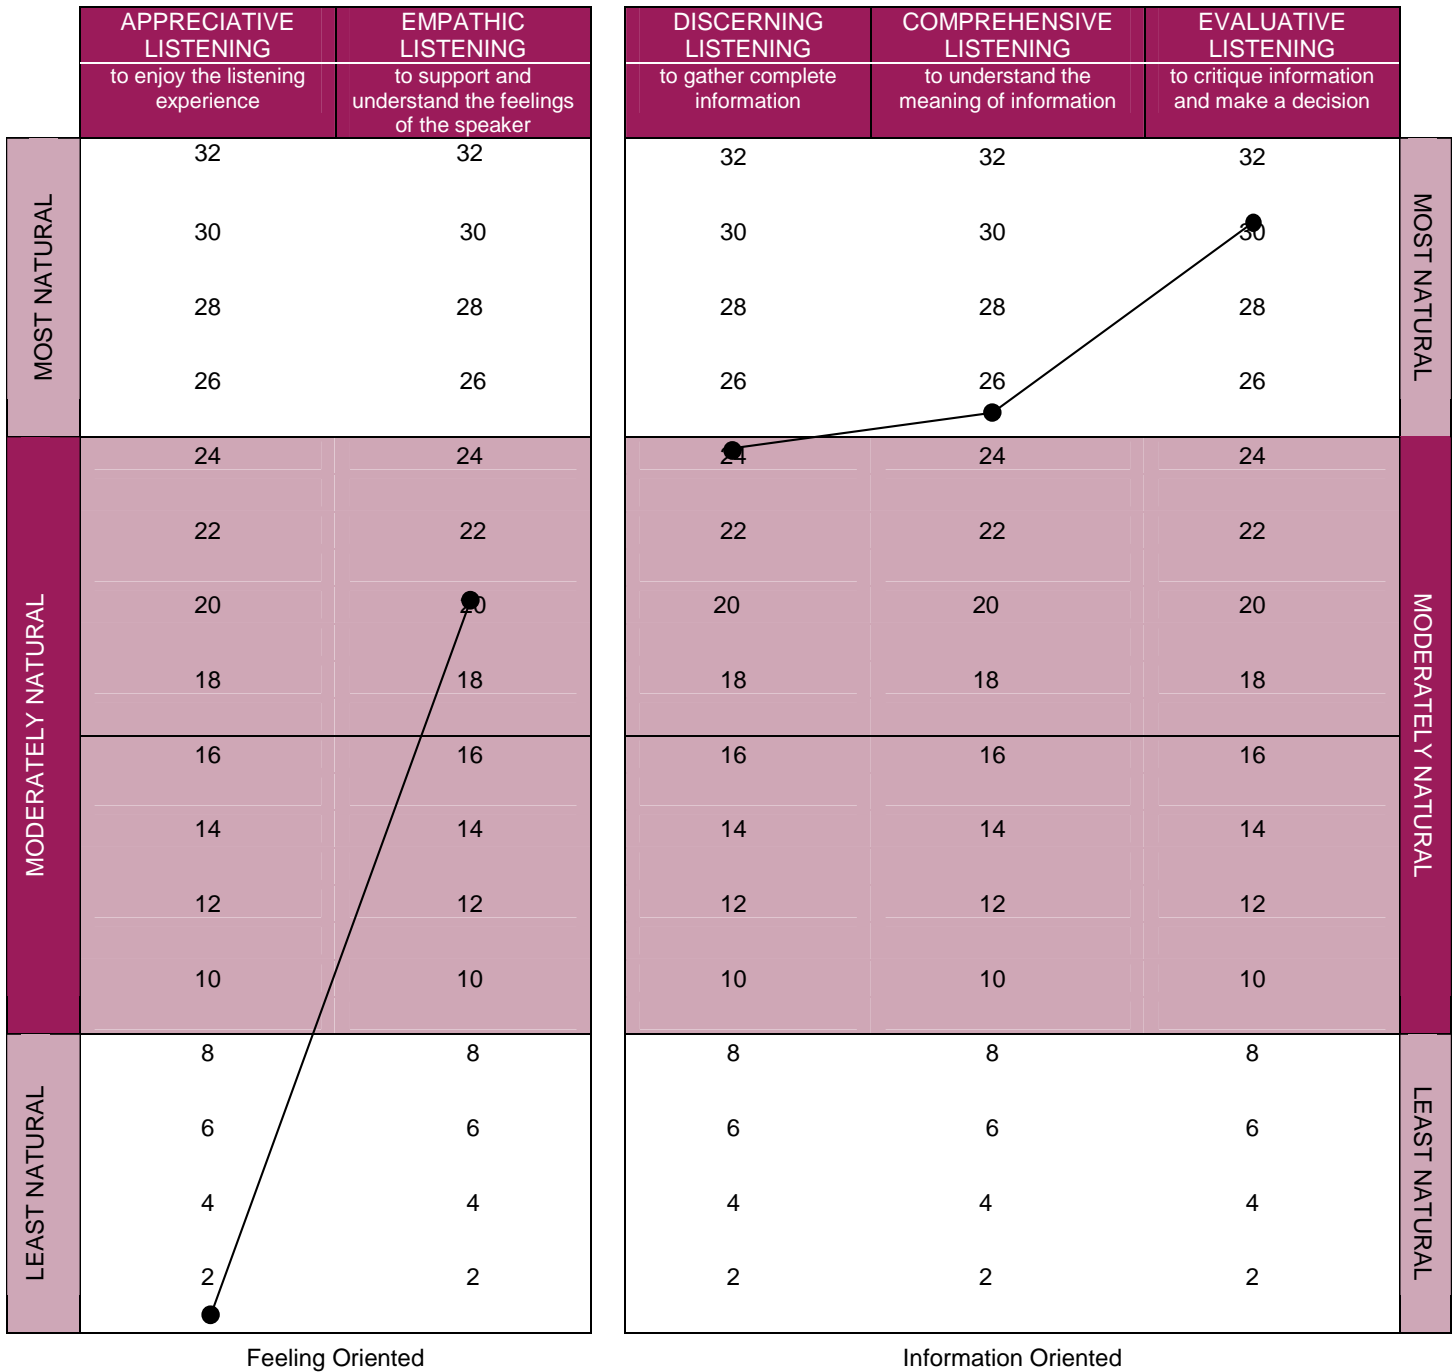 APPRECIATIVE
LISTENING
to enjoy the listening
experience
EMPATHIC
LISTENING
to support and
understand the feelings
of the speaker
DISCERNING
LISTENING
to gather complete
information
COMPREHENSIVE
LISTENING
to understand the
meaning of information
EVALUATIVE
LISTENING
to critique information
and make a decision
MOST NATURAL
32 32 32 32 32
30 30 30 30 30
28 28 28 28 28
26 26 26 26 26
MOST NATURAL
MODERATELY NATURAL
24 24 24 24 24
22 22 22 22 22
20 20 20 20 20
18 18 18 18 18
16 16 16 16 16
14 14 14 14 14
12 12 12 12 12
10 10 10 10 10
MODERATELY NATURAL
LEAST NATURAL
8 8 8 8 8
6 6 6 6 6
4 4 4 4 4
2 2 2 2 2
LEAST NATURAL
Feeling Oriented
Information Oriented